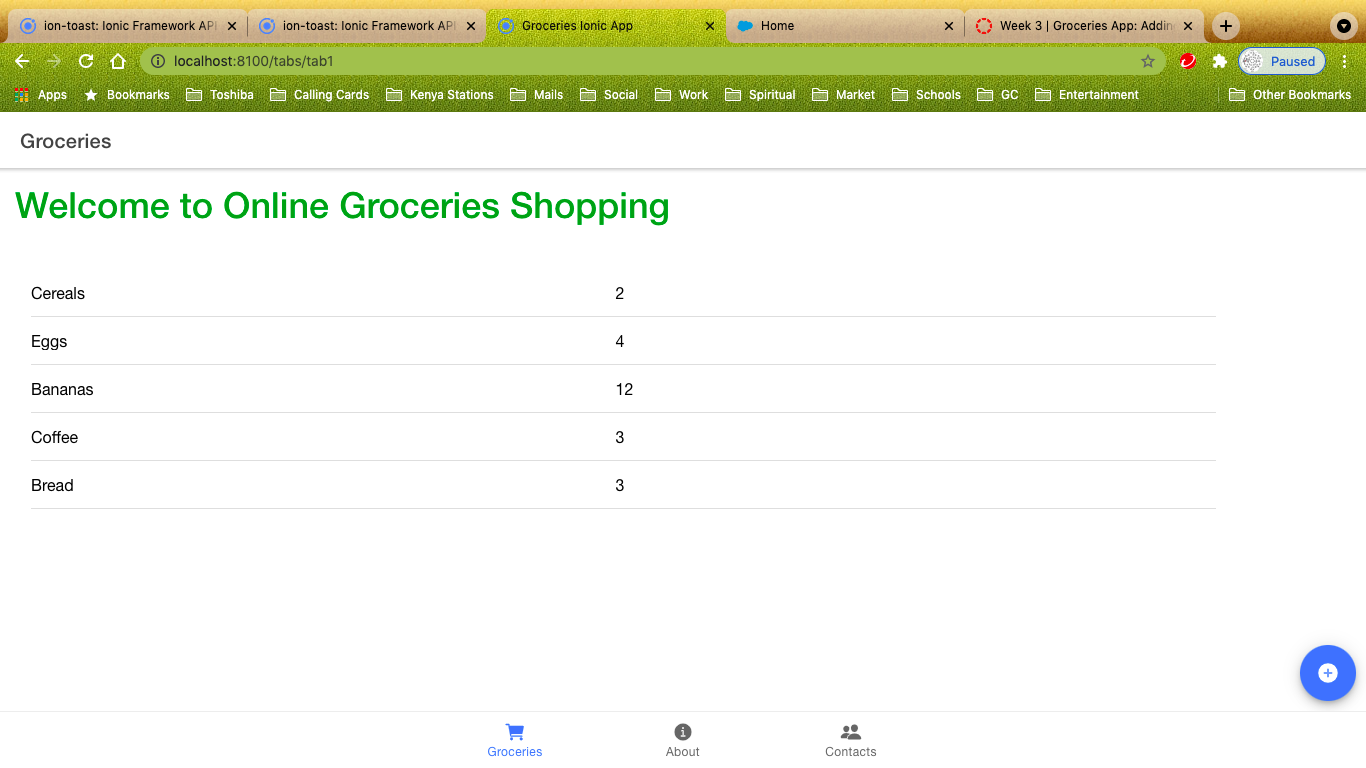 ion-toast: Ionic Framework API ion-toast: Ionic Framework API Groceries Ionic App Home Week 3 | Groceries App: Adding
localhost:8100/tabs/tab1 Paused
Apps Bookmarks Toshiba Calling Cards Kenya Stations Mails Social Work Spiritual Market Schools GC Entertainment Other Bookmarks
Groceries
Welcome to Online Groceries Shopping
Cereals 2
Eggs 4
Bananas 12
Coffee 3
Bread 3
Groceries About Contacts